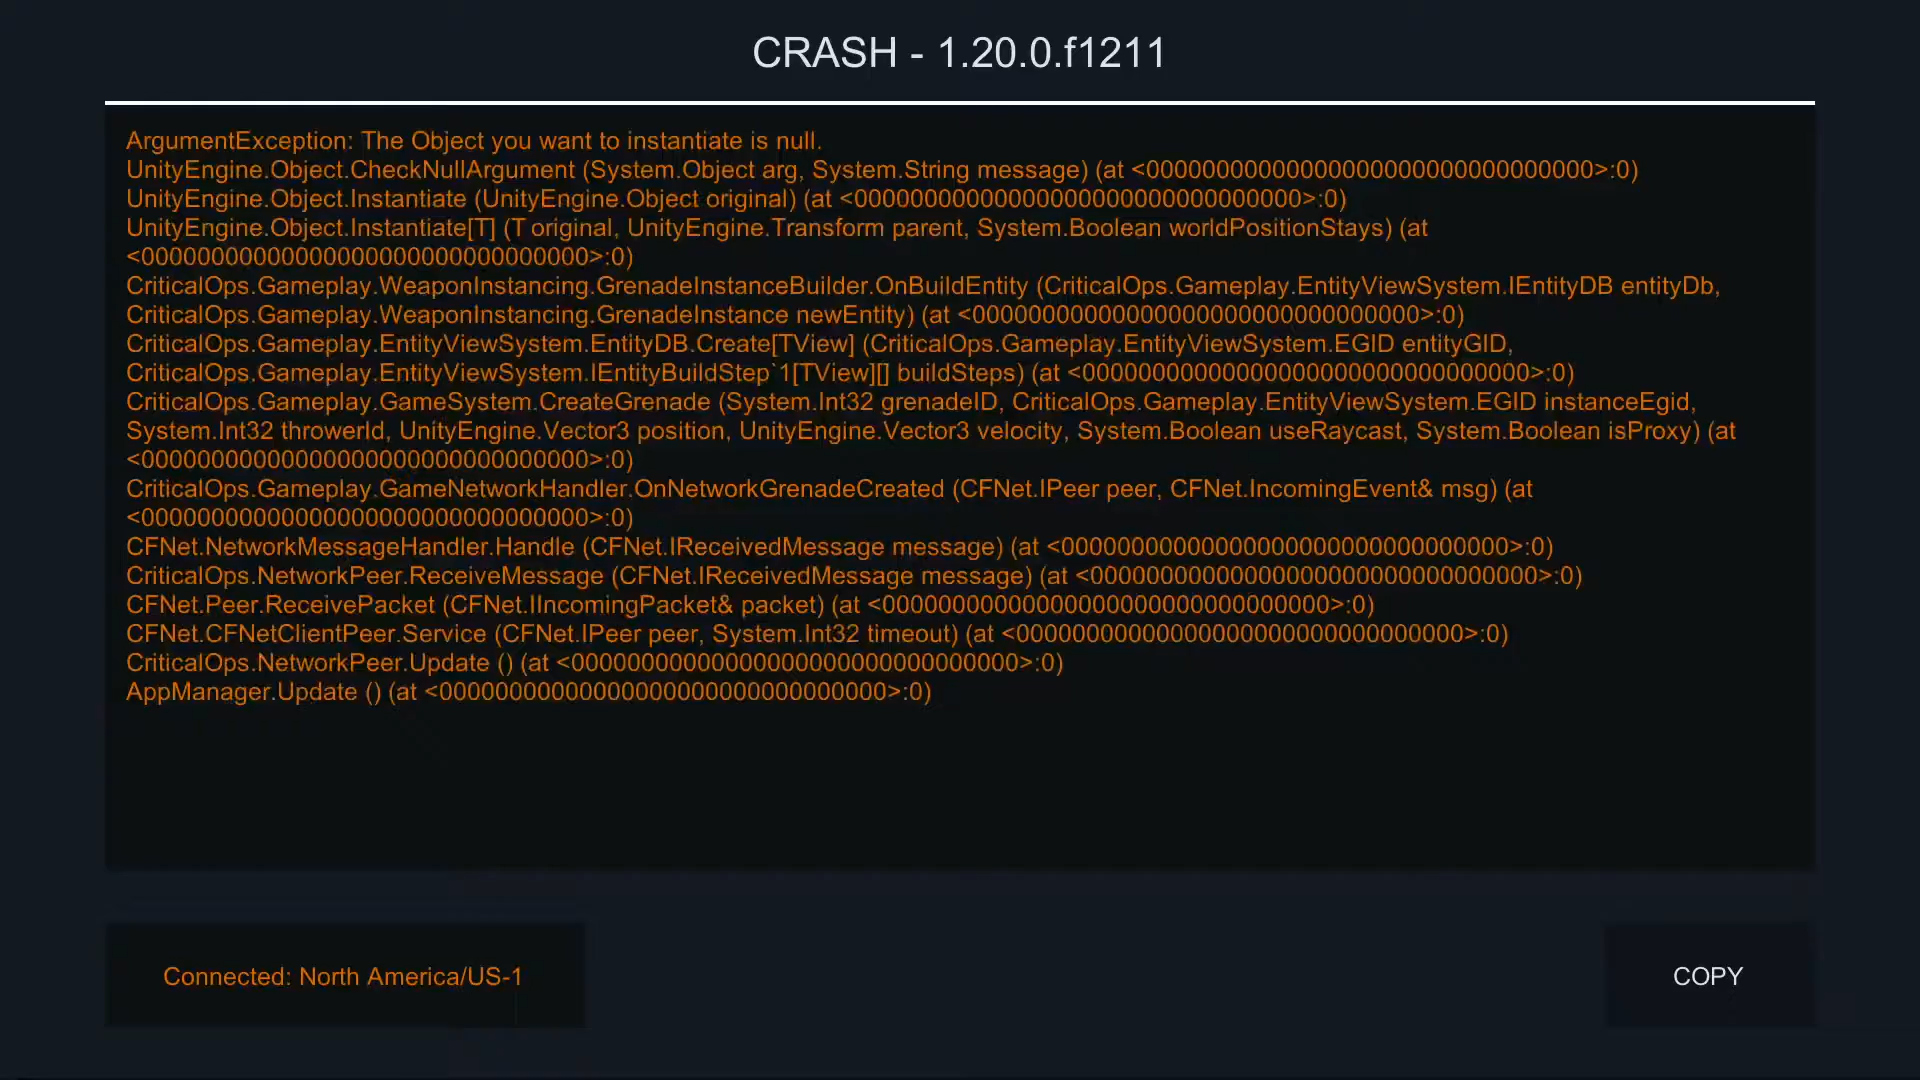 CRASH - 1.20.0.f1211
ArgumentException: The Object you want to instantiate is null.
UnityEngine.Object.CheckNullArgument (System.Object arg, System.String message) (at <00000000000000000000000000000000>:0)
UnityEngine.Object.Instantiate (UnityEngine.Object original) (at <00000000000000000000000000000000>:0)
UnityEngine.Object.Instantiate[T] (T original, UnityEngine.Transform parent, System.Boolean worldPositionStays) (at
<00000000000000000000000000000000>:0)
CriticalOps.Gameplay.WeaponInstancing.GrenadeInstanceBuilder.OnBuildEntity (CriticalOps.Gameplay.EntityViewSystem.IEntityDB entityDb,
CriticalOps.Gameplay.WeaponInstancing.GrenadeInstance newEntity) (at <00000000000000000000000000000000>:0)
CriticalOps.Gameplay.EntityViewSystem.EntityDB.Create[TView] (CriticalOps.Gameplay.EntityViewSystem.EGID entityGID,
CriticalOps.Gameplay.EntityViewSystem.IEntityBuildStep`1[TView][] buildSteps) (at <00000000000000000000000000000000>:0)
CriticalOps.Gameplay.GameSystem.CreateGrenade (System.Int32 grenadeID, CriticalOps.Gameplay.EntityViewSystem.EGID instanceEgid,
System.Int32 throwerId, UnityEngine.Vector3 position, UnityEngine.Vector3 velocity, System.Boolean useRaycast, System.Boolean isProxy) (at
<00000000000000000000000000000000>:0)
CriticalOps.Gameplay.GameNetworkHandler.OnNetworkGrenadeCreated (CFNet.IPeer peer, CFNet.IncomingEvent& msg) (at
<00000000000000000000000000000000>:0)
CFNet.NetworkMessageHandler.Handle (CFNet.IReceivedMessage message) (at <00000000000000000000000000000000>:0)
CriticalOps.NetworkPeer.ReceiveMessage (CFNet.IReceivedMessage message) (at <00000000000000000000000000000000>:0)
CFNet.Peer.ReceivePacket (CFNet.IIncomingPacket& packet) (at <00000000000000000000000000000000>:0)
CFNet.CFNetClientPeer.Service (CFNet.IPeer peer, System.Int32 timeout) (at <00000000000000000000000000000000>:0)
CriticalOps.NetworkPeer.Update () (at <00000000000000000000000000000000>:0)
AppManager.Update () (at <00000000000000000000000000000000>:0)
Connected: North America/US-1
COPY